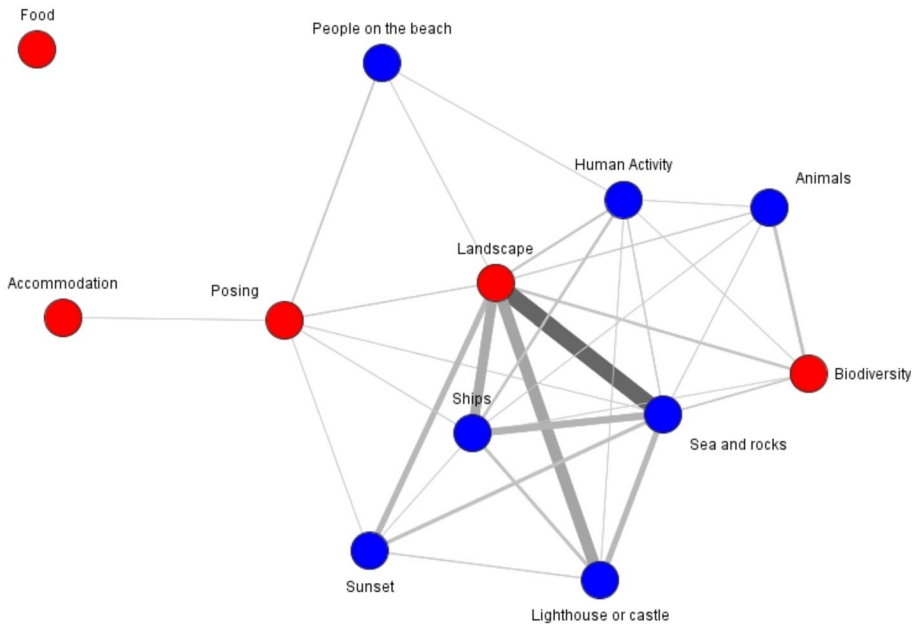 Food
People on the beach
Human Activity
Animals
Landscape
Accommodation
Posing
Biodiversity
Ships
Sea and rocks
Sunset
Lighthouse or castle